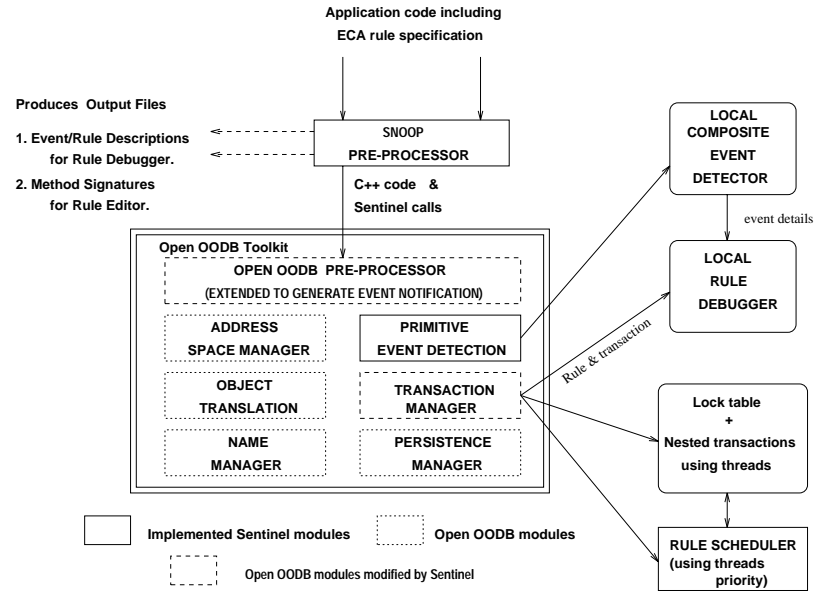 Application code including
ECA rule specification
Produces Output Files
1. Event/Rule Descriptions
for Rule Debugger.
2. Method Signatures
for Rule Editor.
SNOOP
PRE-PROCESSOR
C++ code &
Sentinel calls
LOCAL
COMPOSITE
EVENT
DETECTOR
event details
LOCAL
RULE
DEBUGGER
Open OODB Toolkit
OPEN OODB PRE-PROCESSOR
(EXTENDED TO GENERATE EVENT NOTIFICATION)
ADDRESS
SPACE MANAGER
PRIMITIVE
EVENT DETECTION
OBJECT
TRANSLATION
TRANSACTION
MANAGER
NAME
MANAGER
PERSISTENCE
MANAGER
Rule & transaction
Lock table
+
Nested transactions
using threads
RULE SCHEDULER
(using threads
priority)
Implemented Sentinel modules
Open OODB modules
Open OODB modules modified by Sentinel